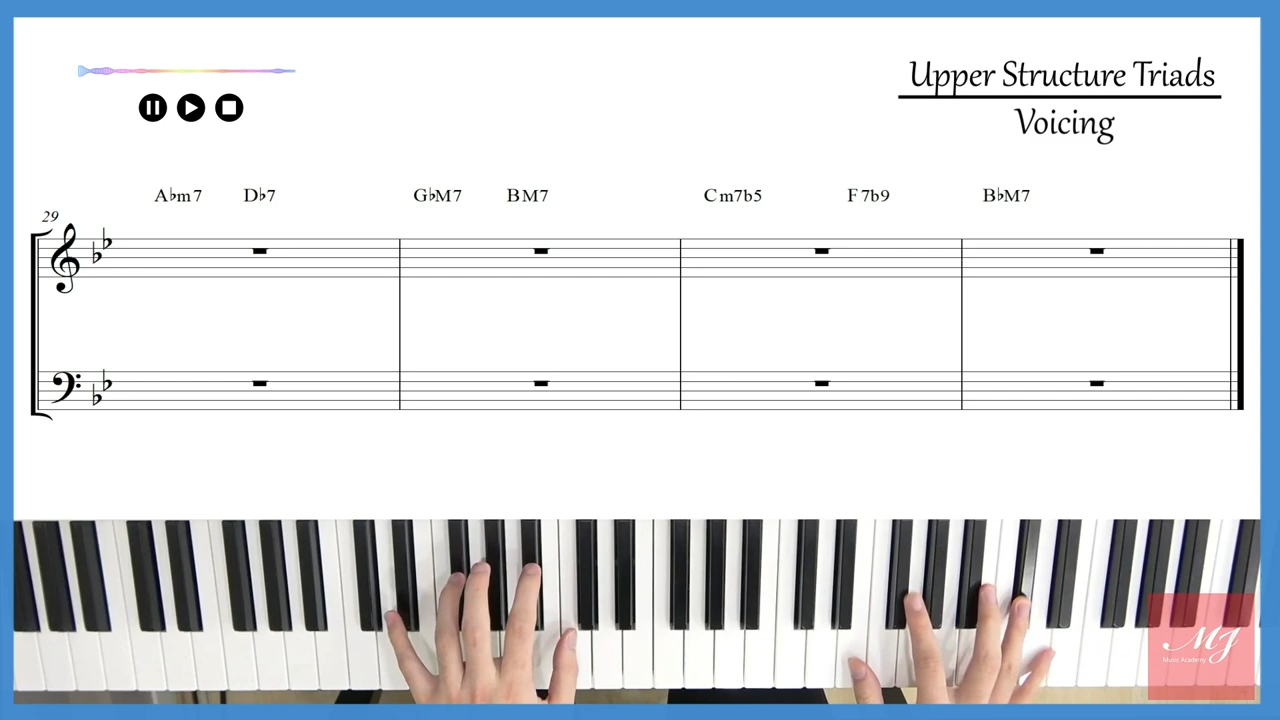 Upper Structure Triads
Voicing
A♭m7 D♭7 G♭M7 BM7 Cm7b5 F7b9 B♭M7
29
MJ
Music Academy